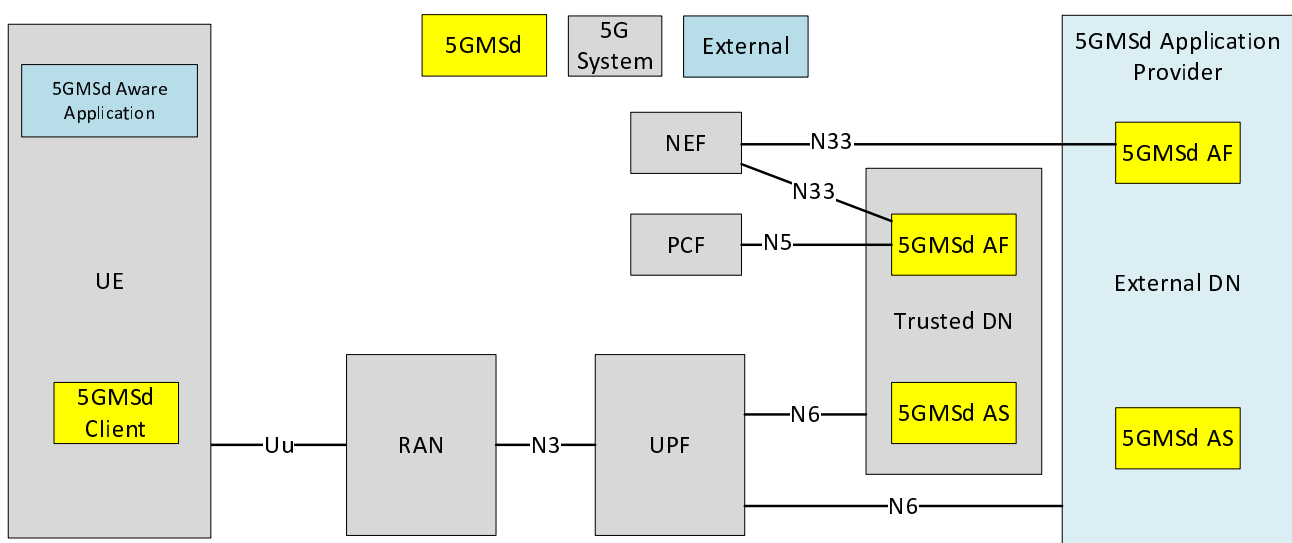 5GMSd
5G
System
External
5GMSd Application
Provider
5GMSd Aware
Application
NEF
N33
5GMSd AF
N33
PCF
N5
5GMSd AF
UE
External DN
Trusted DN
5GMSd
Client
5GMSd AS
N6
5GMSd AS
Uu
RAN
N3
UPF
N6